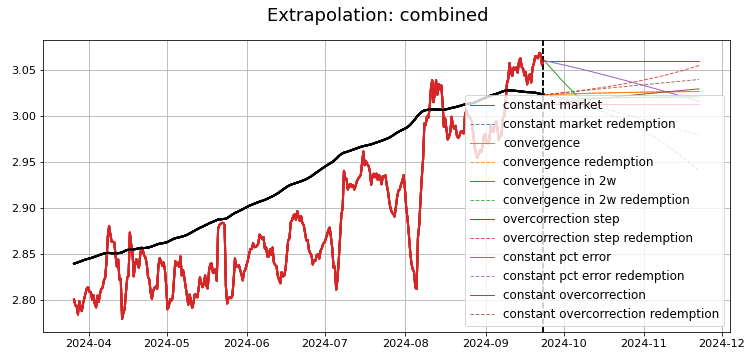 Extrapolation: combined
3.05
3.00
2.95
2.90
2.85
2.80
2024-04
2024-05
2024-06
2024-07
2024-08
2024-09
2024-10
2024-11
2024-12
constant market
constant market redemption
convergence
convergence redemption
convergence in 2w
convergence in 2w redemption
overcorrection step
overcorrection step redemption
constant pct error
constant pct error redemption
constant overcorrection
constant overcorrection redemption